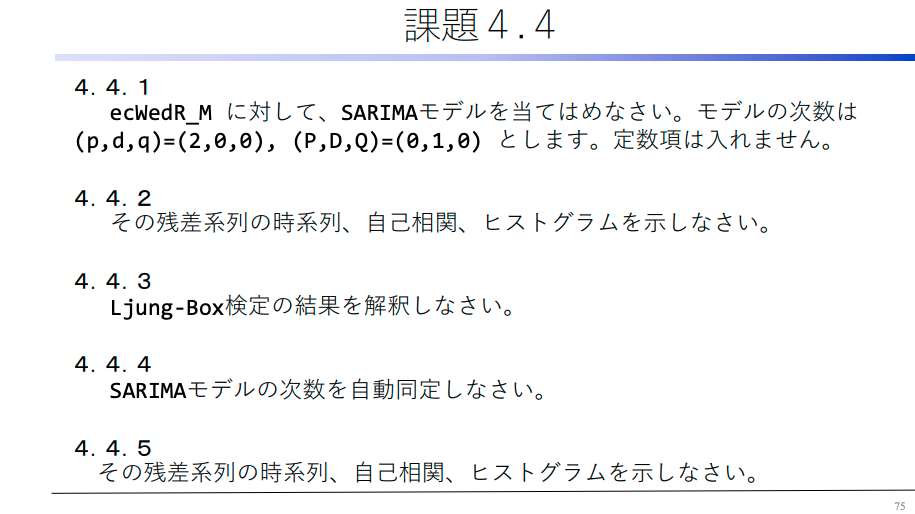 課題４.４
４.４.１
ecWedR_M に対して、SARIMAモデルを当てはめなさい。モデルの次数は
(p,d,q)=(2,0,0), (P,D,Q)=(0,1,0) とします。定数項は入れません。
４.４.２
その残差系列の時系列、自己相関、ヒストグラムを示しなさい。
４.４.３
Ljung-Box検定の結果を解釈しなさい。
４.４.４
SARIMAモデルの次数を自動同定しなさい。
４.４.５
その残差系列の時系列、自己相関、ヒストグラムを示しなさい。
75